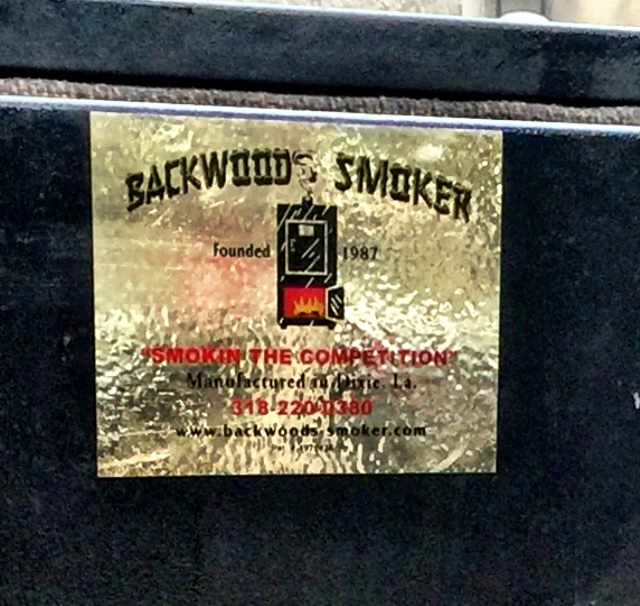 BACKWOODS SMOKER
Founded 1987
"SMOKIN THE COMPETITION"
Manufactured in Dixie, La.
318-220-0380
www.backwoods-smoker.com